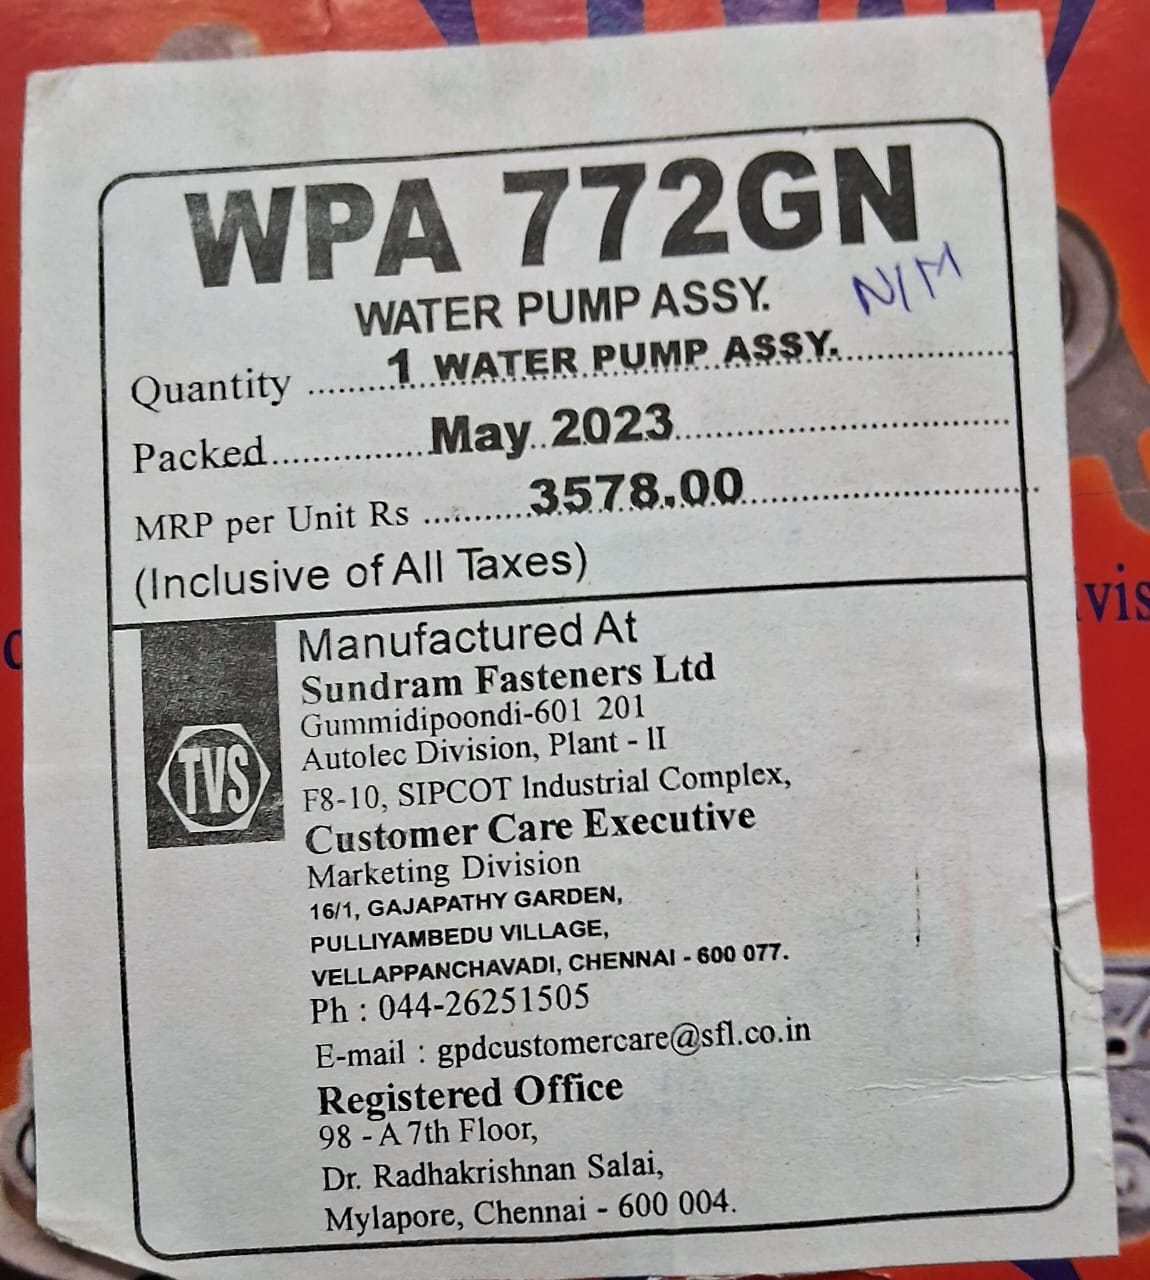 WPA 772GN
WATER PUMP ASSY.
N/M
Quantity ..........1 WATER PUMP ASSY..................
Packed...............May 2023...............................
MRP per Unit Rs ..........3578.00...........................
(Inclusive of All Taxes)
TVS
Manufactured At
Sundram Fasteners Ltd
Gummidipoondi-601 201
Autolec Division, Plant - II
F8-10, SIPCOT Industrial Complex,
Customer Care Executive
Marketing Division
16/1, GAJAPATHY GARDEN,
PULLIYAMBEDU VILLAGE,
VELLAPPANCHAVADI, CHENNAI - 600 077.
Ph : 044-26251505
E-mail : gpdcustomercare@sfl.co.in
Registered Office
98 - A 7th Floor,
Dr. Radhakrishnan Salai,
Mylapore, Chennai - 600 004.